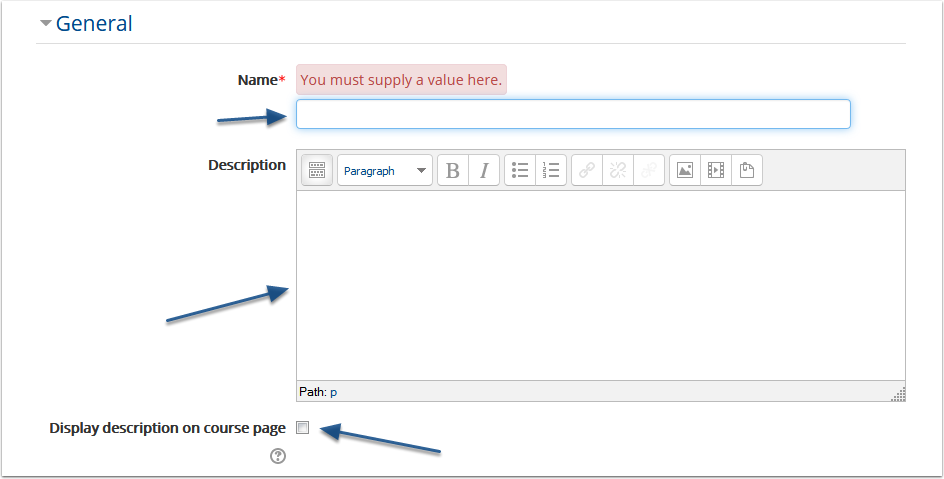 General
Name*
You must supply a value here.
Description
Paragraph
B I
Path: p
Display description on course page
?